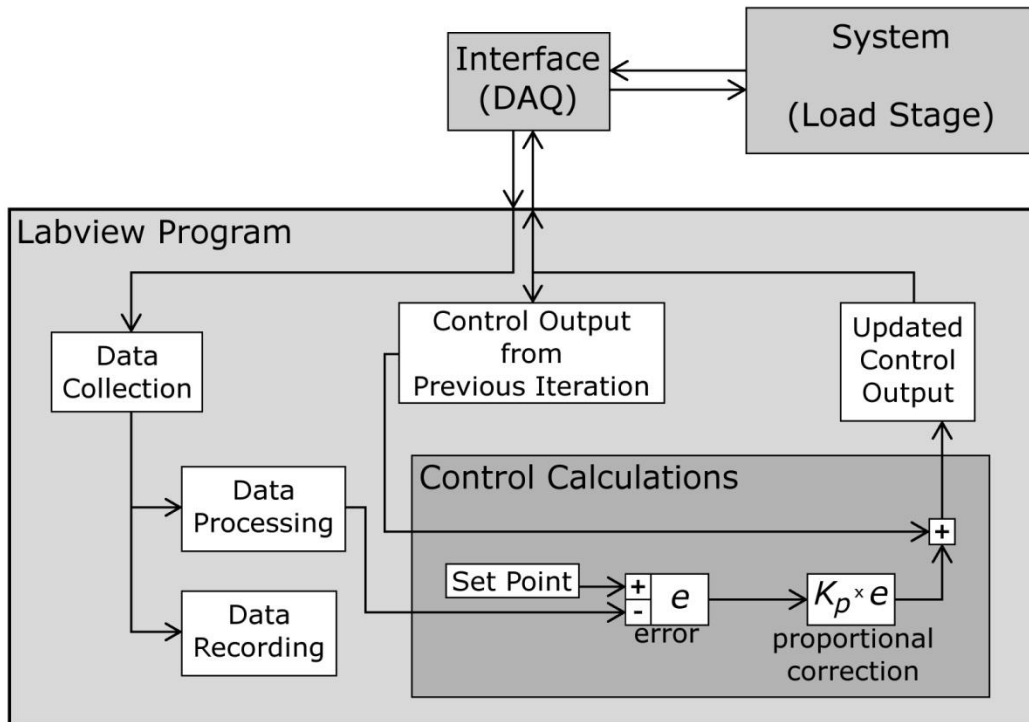 Interface
(DAQ)
System
(Load Stage)
Labview Program
Data
Collection
Control Output
from
Previous Iteration
Updated
Control
Output
Data
Processing
Data
Recording
Control Calculations
+
Set Point
+
-
e
error
Kₚ × e
proportional
correction